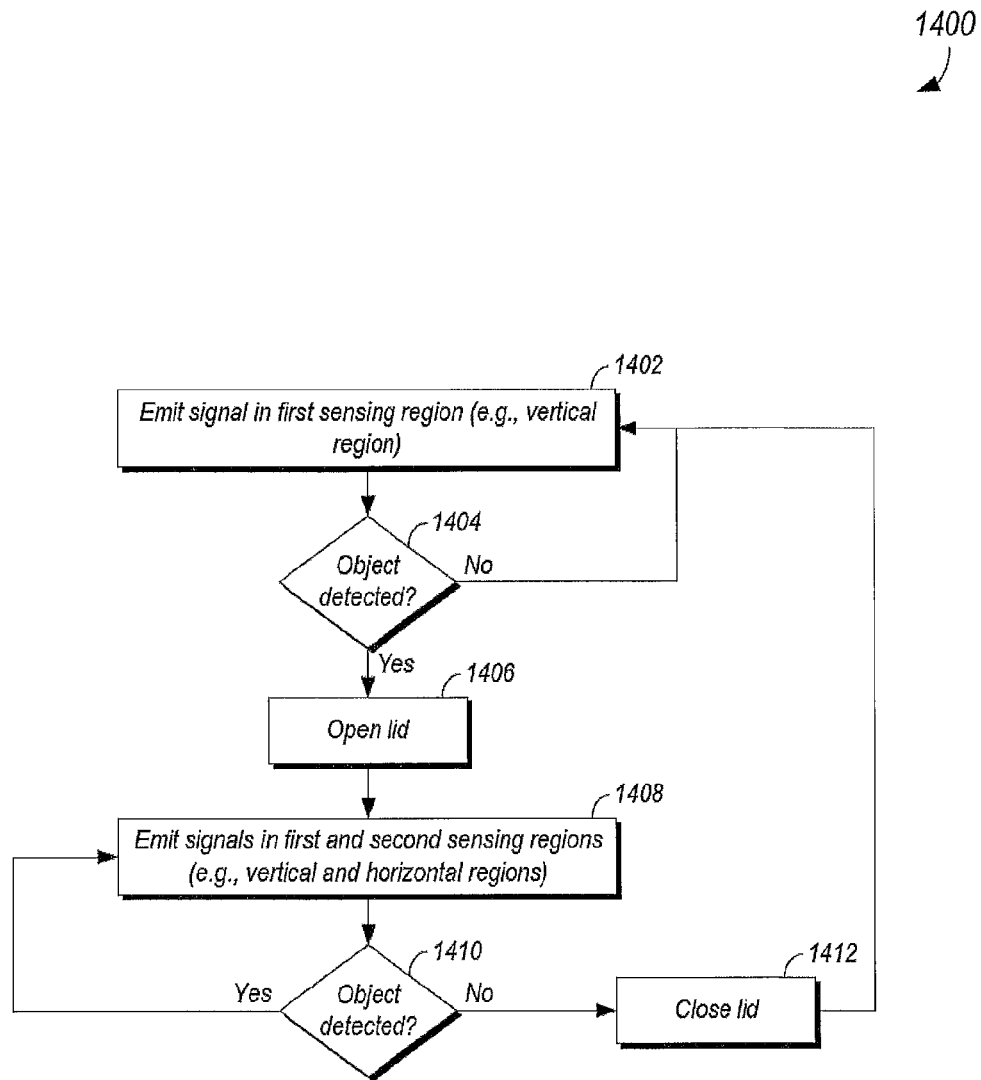 1400
1402
Emit signal in first sensing region (e.g., vertical
region)
1404
Object
detected?
No
Yes
1406
Open lid
1408
Emit signals in first and second sensing regions
(e.g., vertical and horizontal regions)
1410
Yes
Object
detected?
No
1412
Close lid